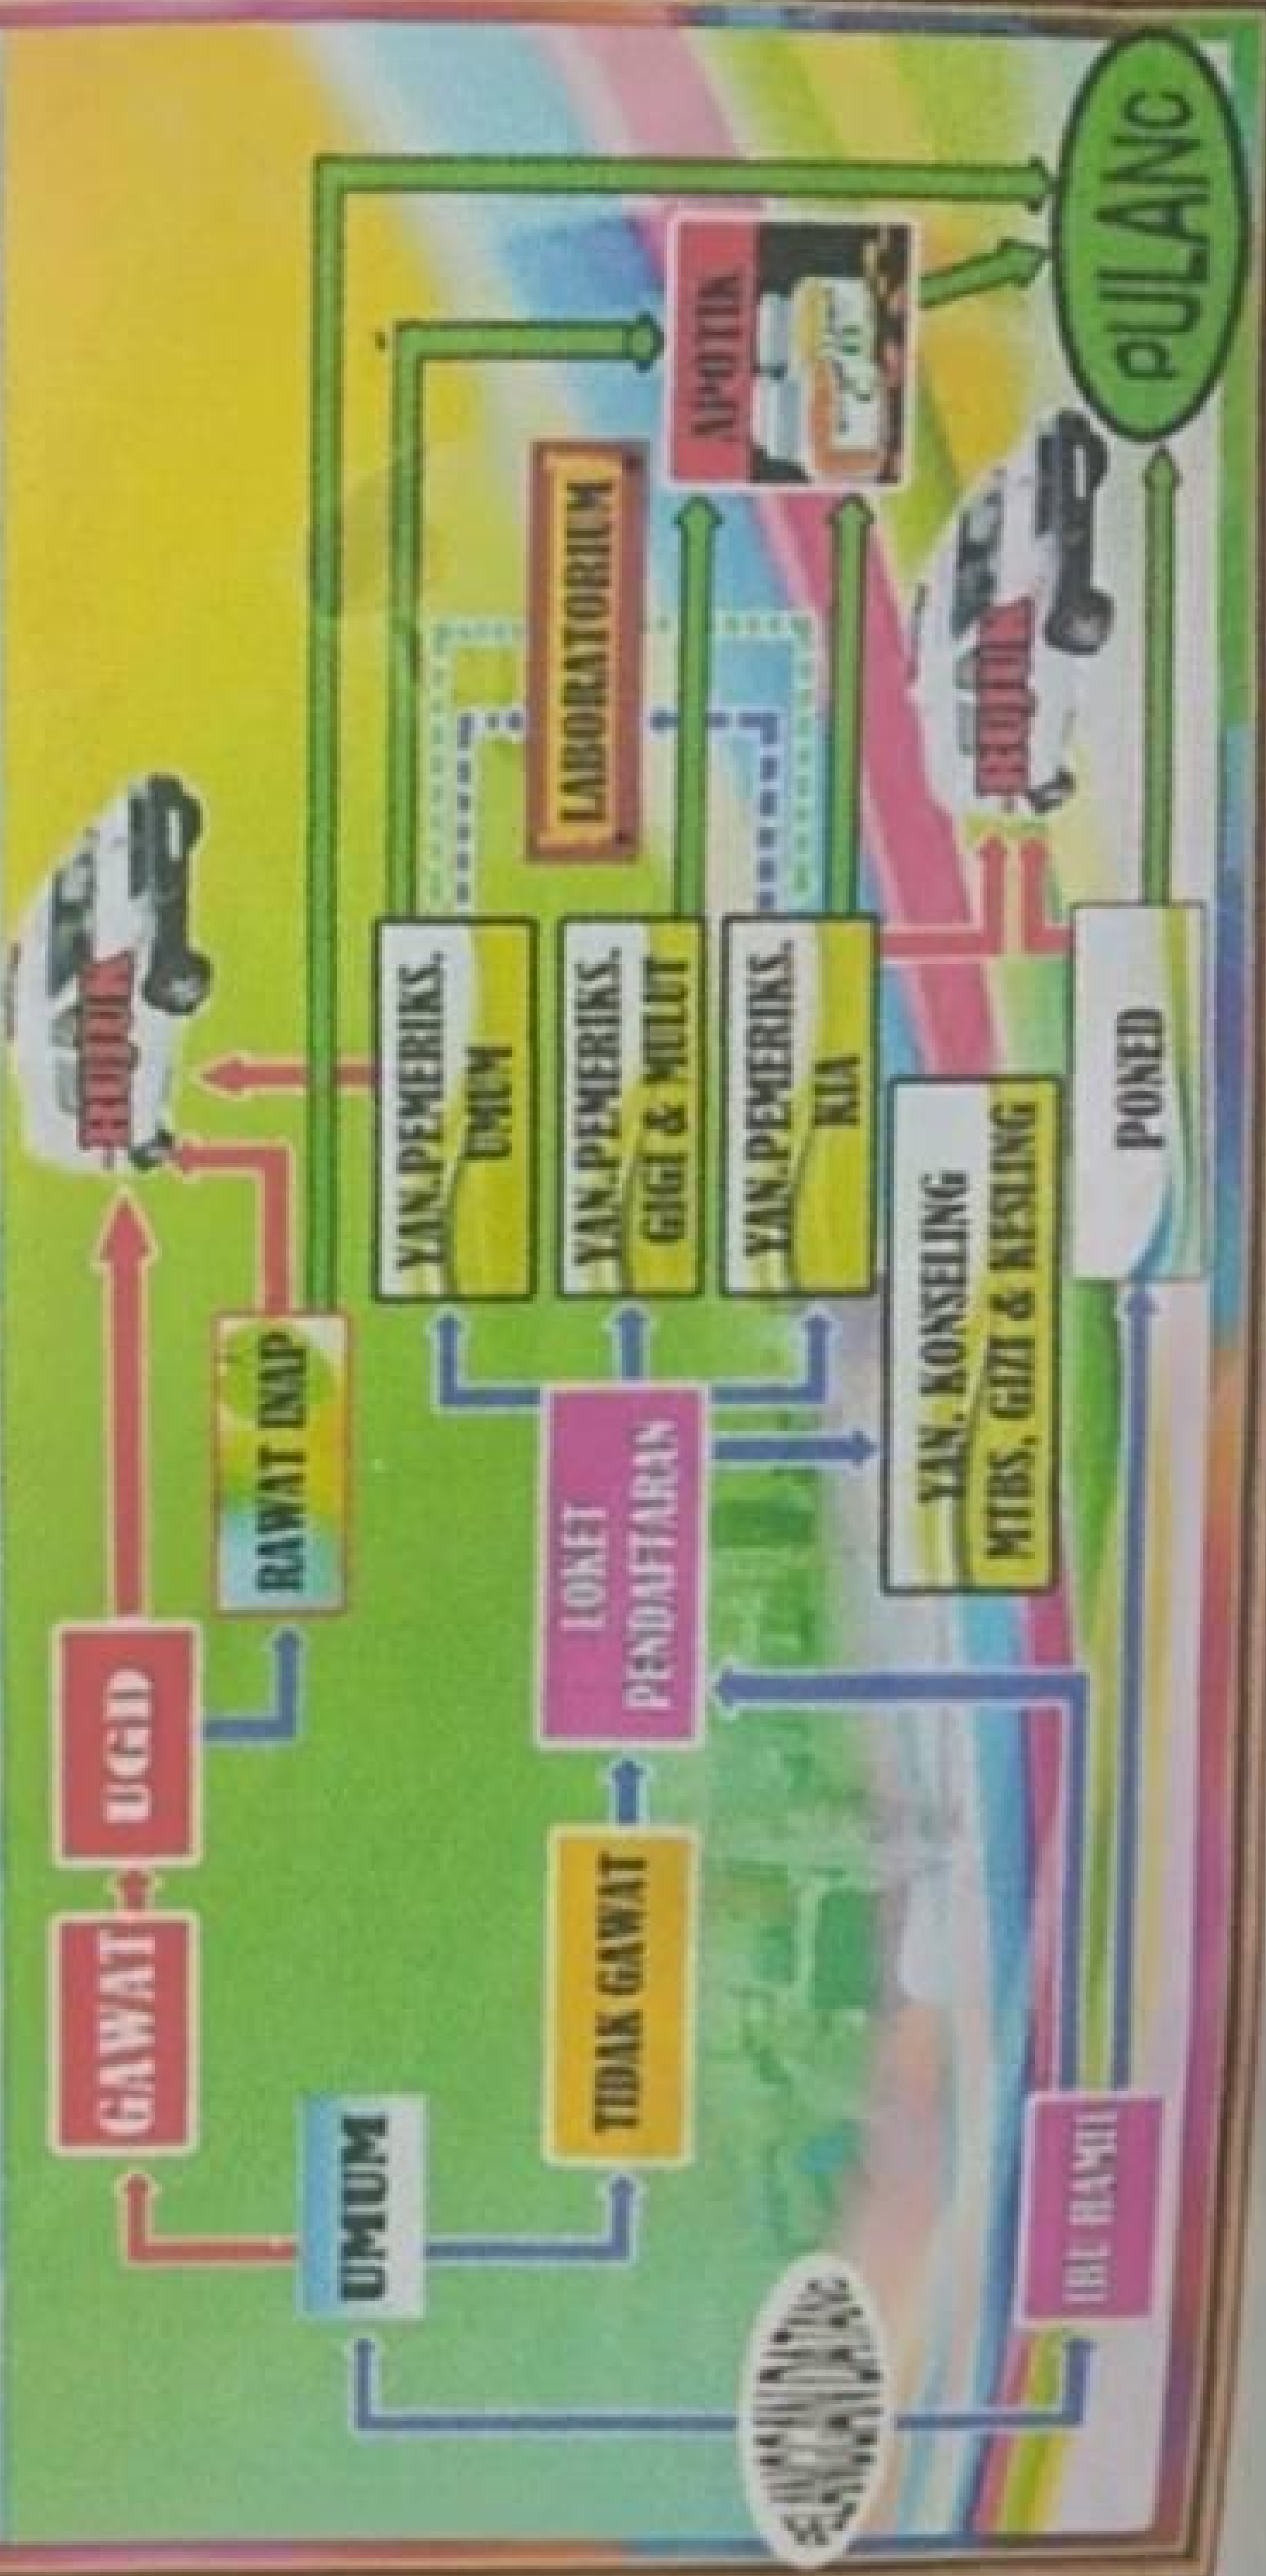 GAWAT
UGD
RUJUK
RAWAT INAP
UMUM
YAN.PEMERIKS.
UMUM
TIDAK GAWAT
LOKET
PENDAFTARAN
YAN.PEMERIKS.
GIGI & MULUT
LABORATORIUM
APOTIK
YAN.PEMERIKS.
KIA
YAN. KONSELING
MTBS, GIZI & KESLING
RUJUK
IBU HAMIL
PONED
PULANG